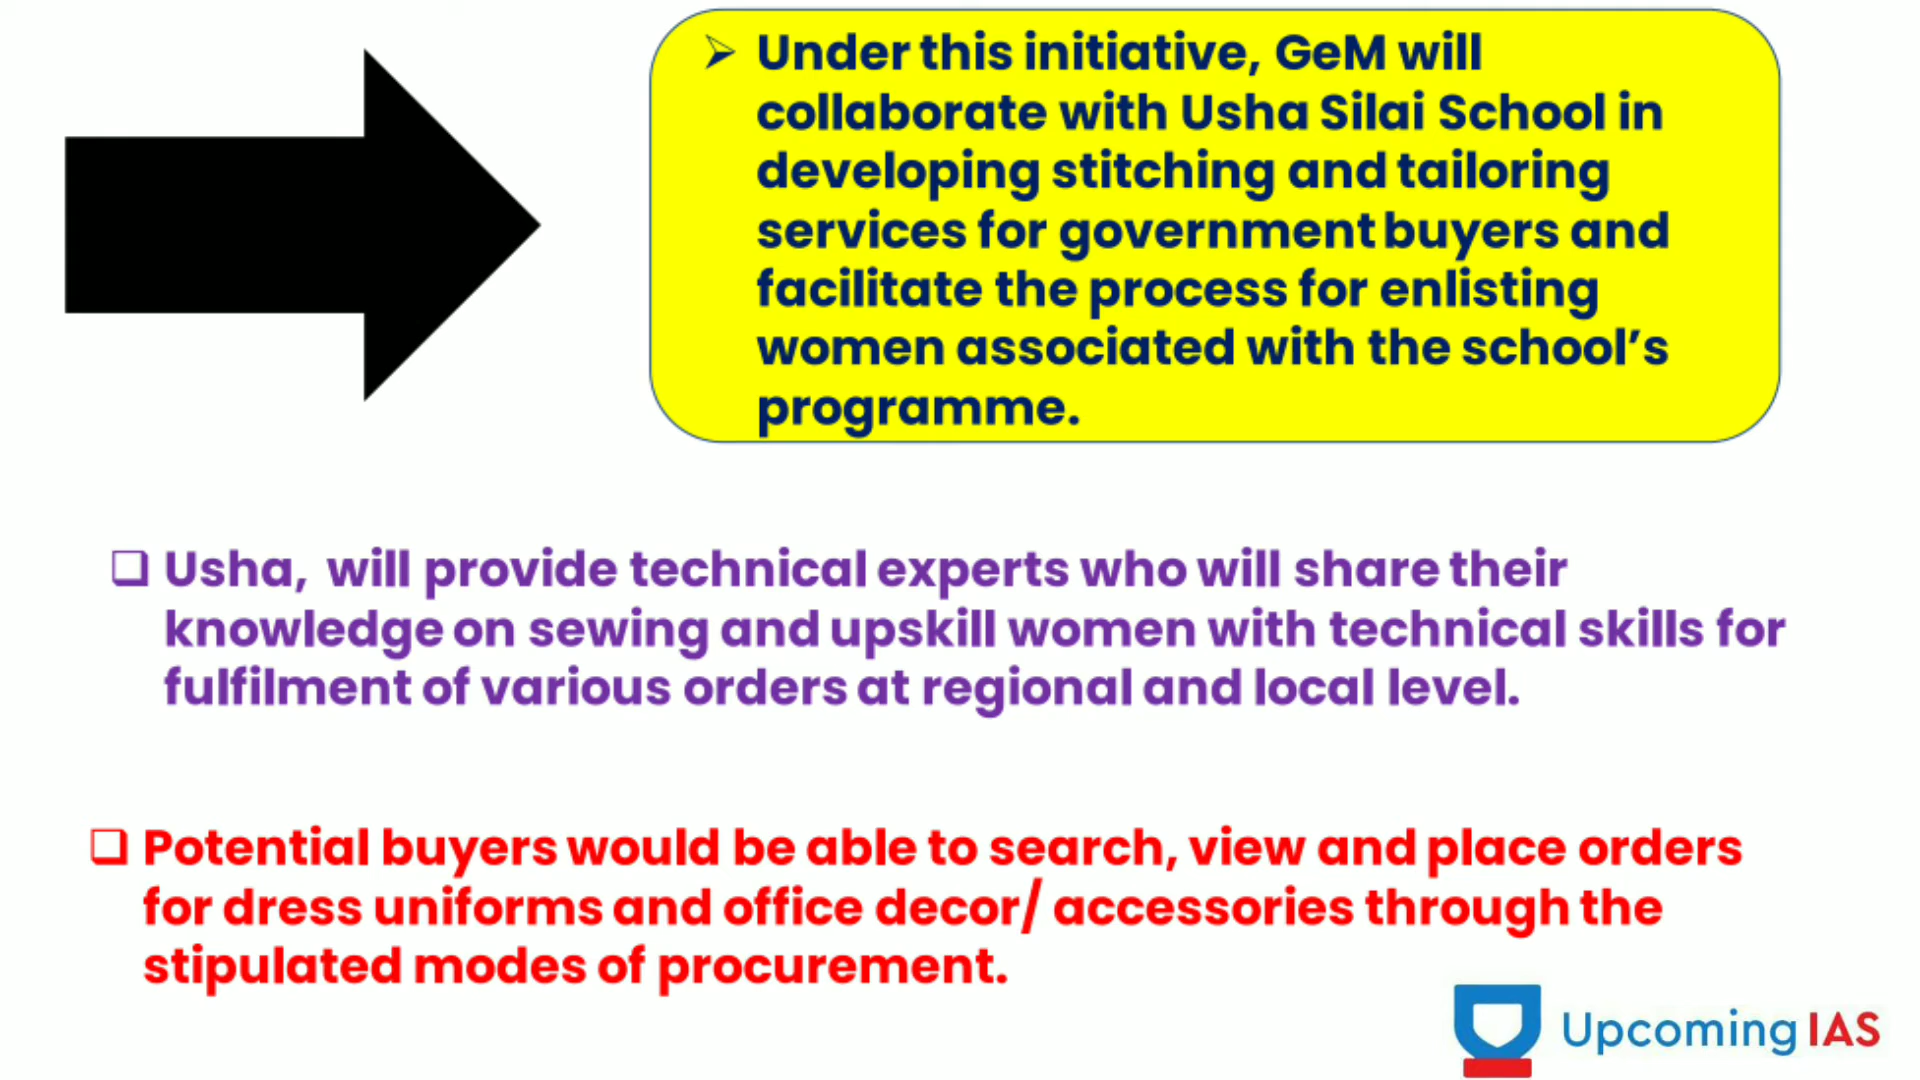 Under this initiative, GeM will
collaborate with Usha Silai School in
developing stitching and tailoring
services for government buyers and
facilitate the process for enlisting
women associated with the school’s
programme.
Usha, will provide technical experts who will share their
knowledge on sewing and upskill women with technical skills for
fulfilment of various orders at regional and local level.
Potential buyers would be able to search, view and place orders
for dress uniforms and office decor/ accessories through the
stipulated modes of procurement.
Upcoming IAS